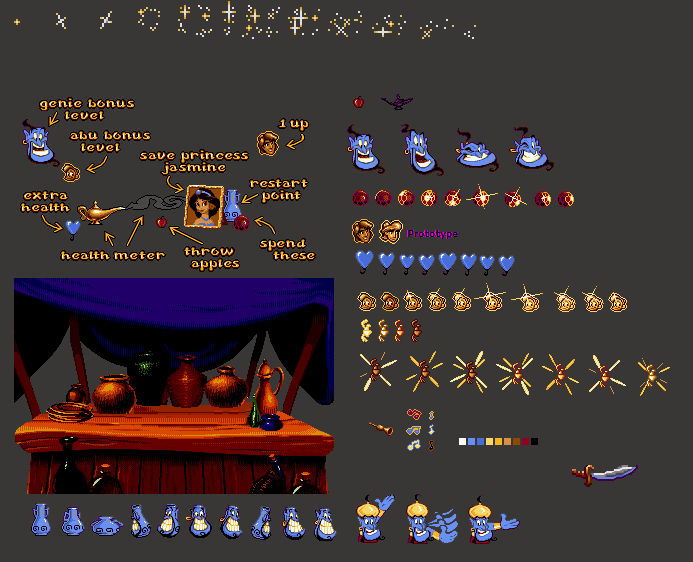 genie bonus
level
1 up
abu bonus
level
save princess
jasmine
restart
point
extra
health
Prototype
health meter
throw
apples
spend
these